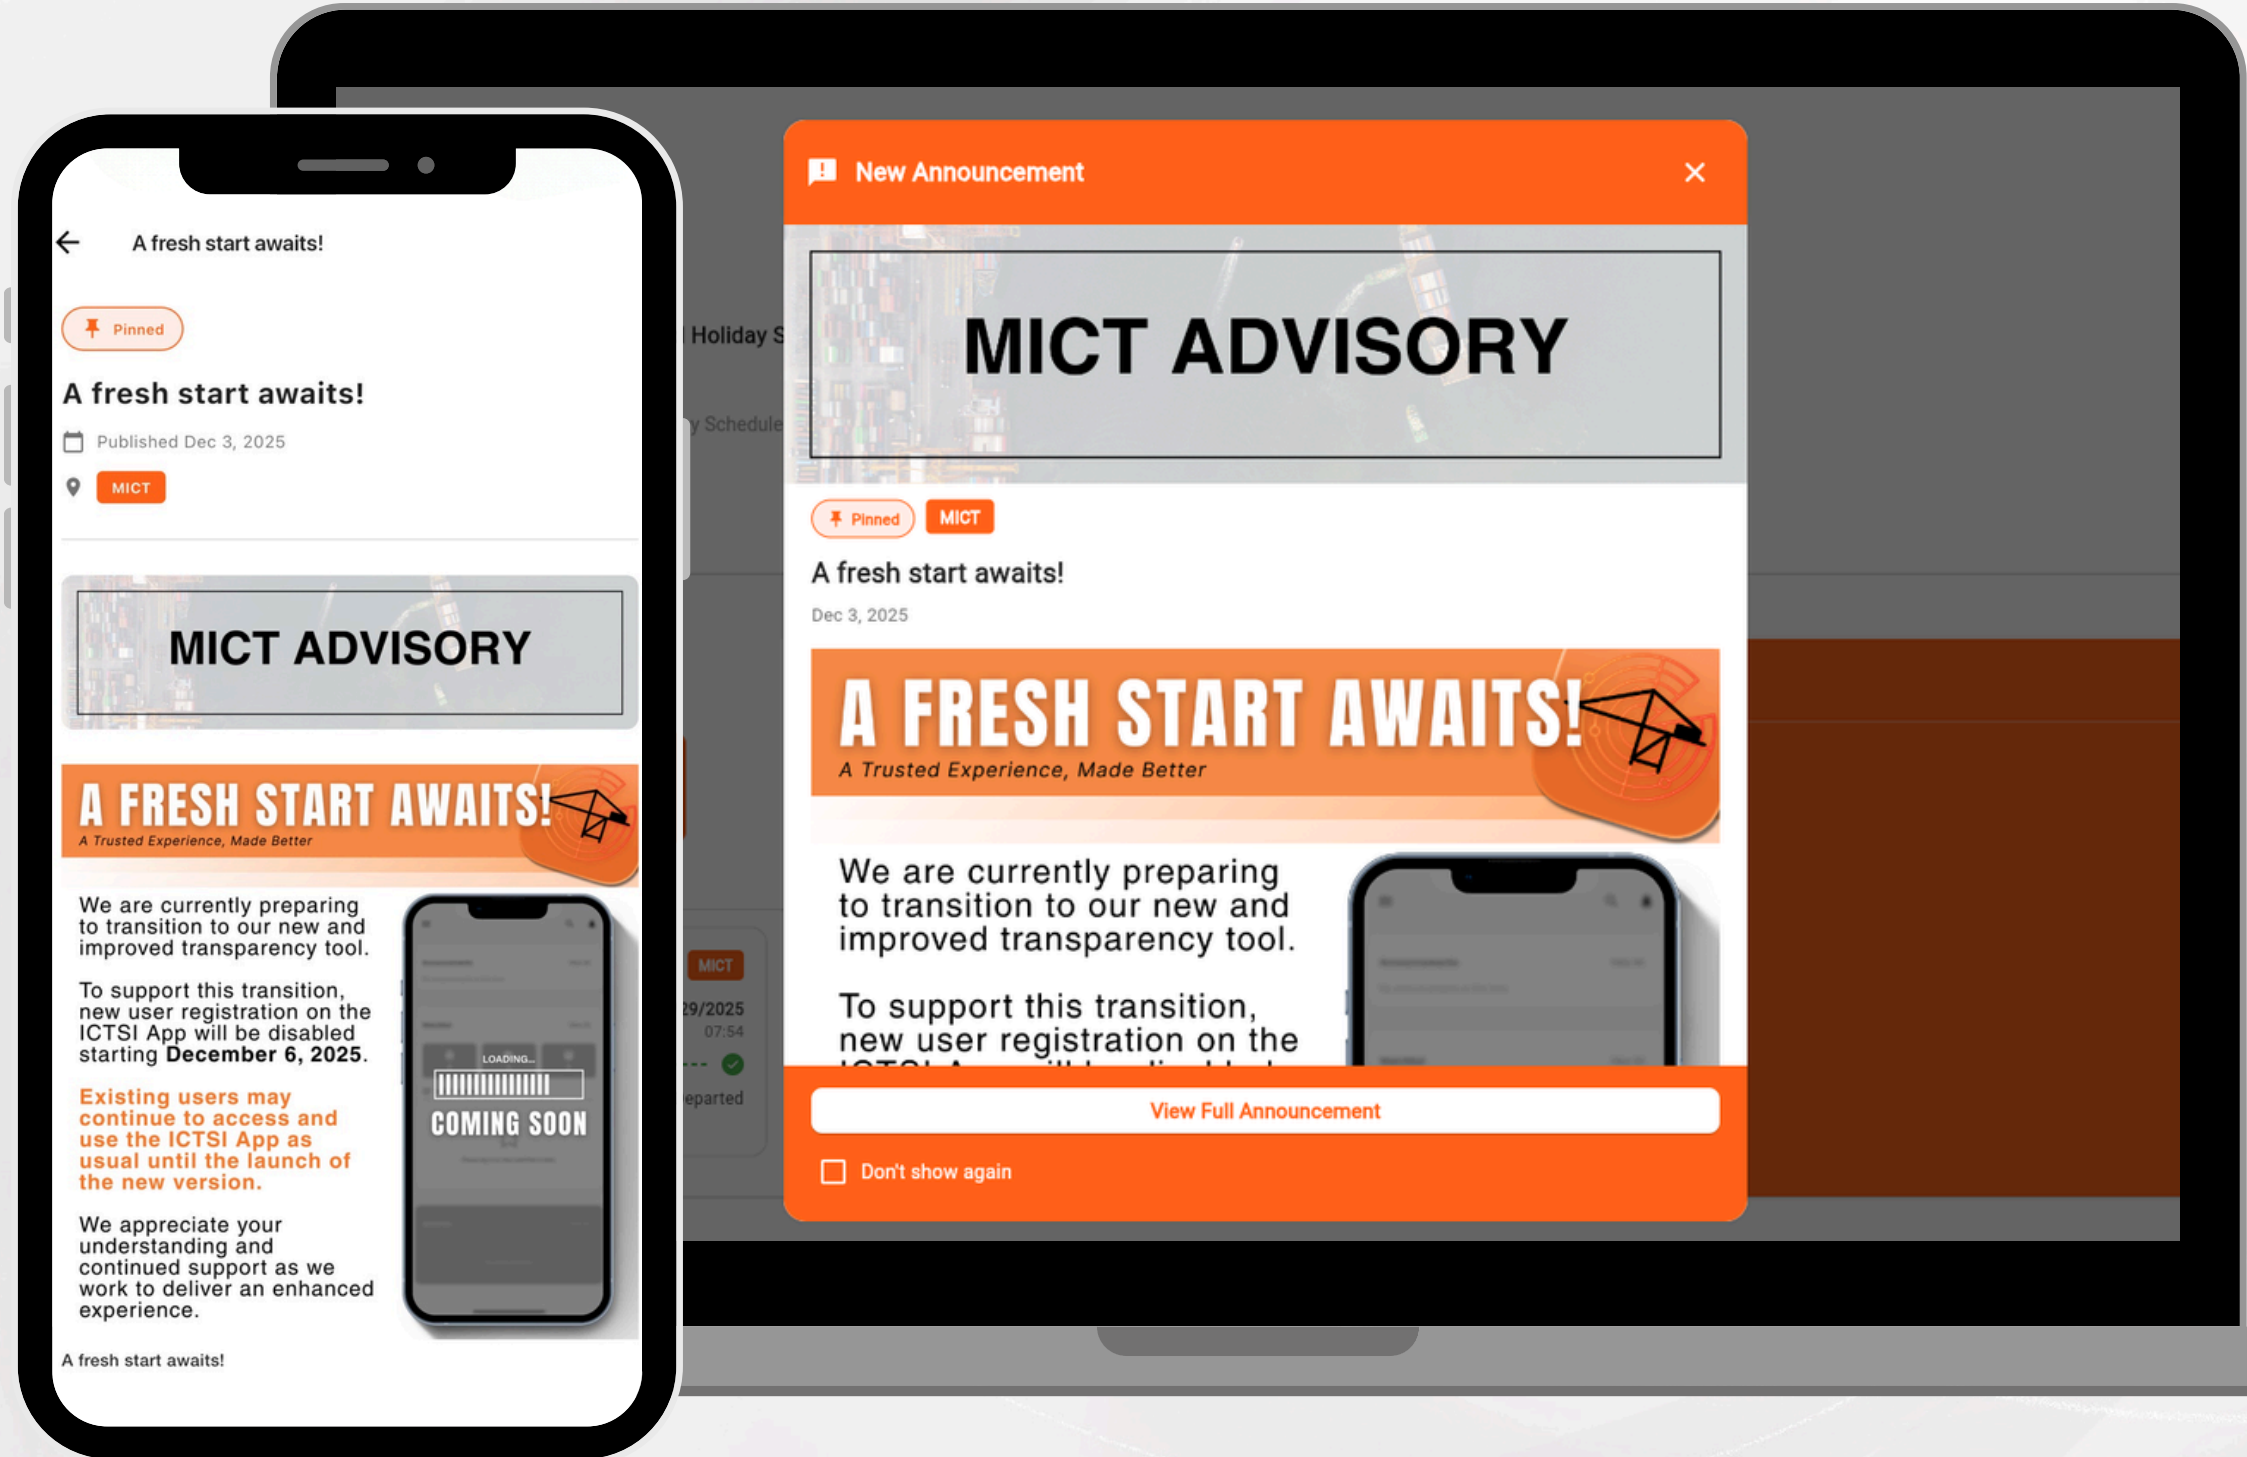 A fresh start awaits!
Pinned
A fresh start awaits!
Published Dec 3, 2025
MICT
MICT ADVISORY
A FRESH START AWAITS!
A Trusted Experience, Made Better
We are currently preparing
to transition to our new and
improved transparency tool.
To support this transition,
new user registration on the
ICTSI App will be disabled
starting December 6, 2025.
Existing users may
continue to access and
use the ICTSI App as
usual until the launch of
the new version.
We appreciate your
understanding and
continued support as we
work to deliver an enhanced
experience.
LOADING...
COMING SOON
A fresh start awaits!
Holiday S
y Schedule
MICT
29/2025
07:54
eparted
New Announcement
MICT ADVISORY
Pinned
MICT
A fresh start awaits!
Dec 3, 2025
A FRESH START AWAITS!
A Trusted Experience, Made Better
We are currently preparing
to transition to our new and
improved transparency tool.
To support this transition,
new user registration on the
View Full Announcement
Don't show again